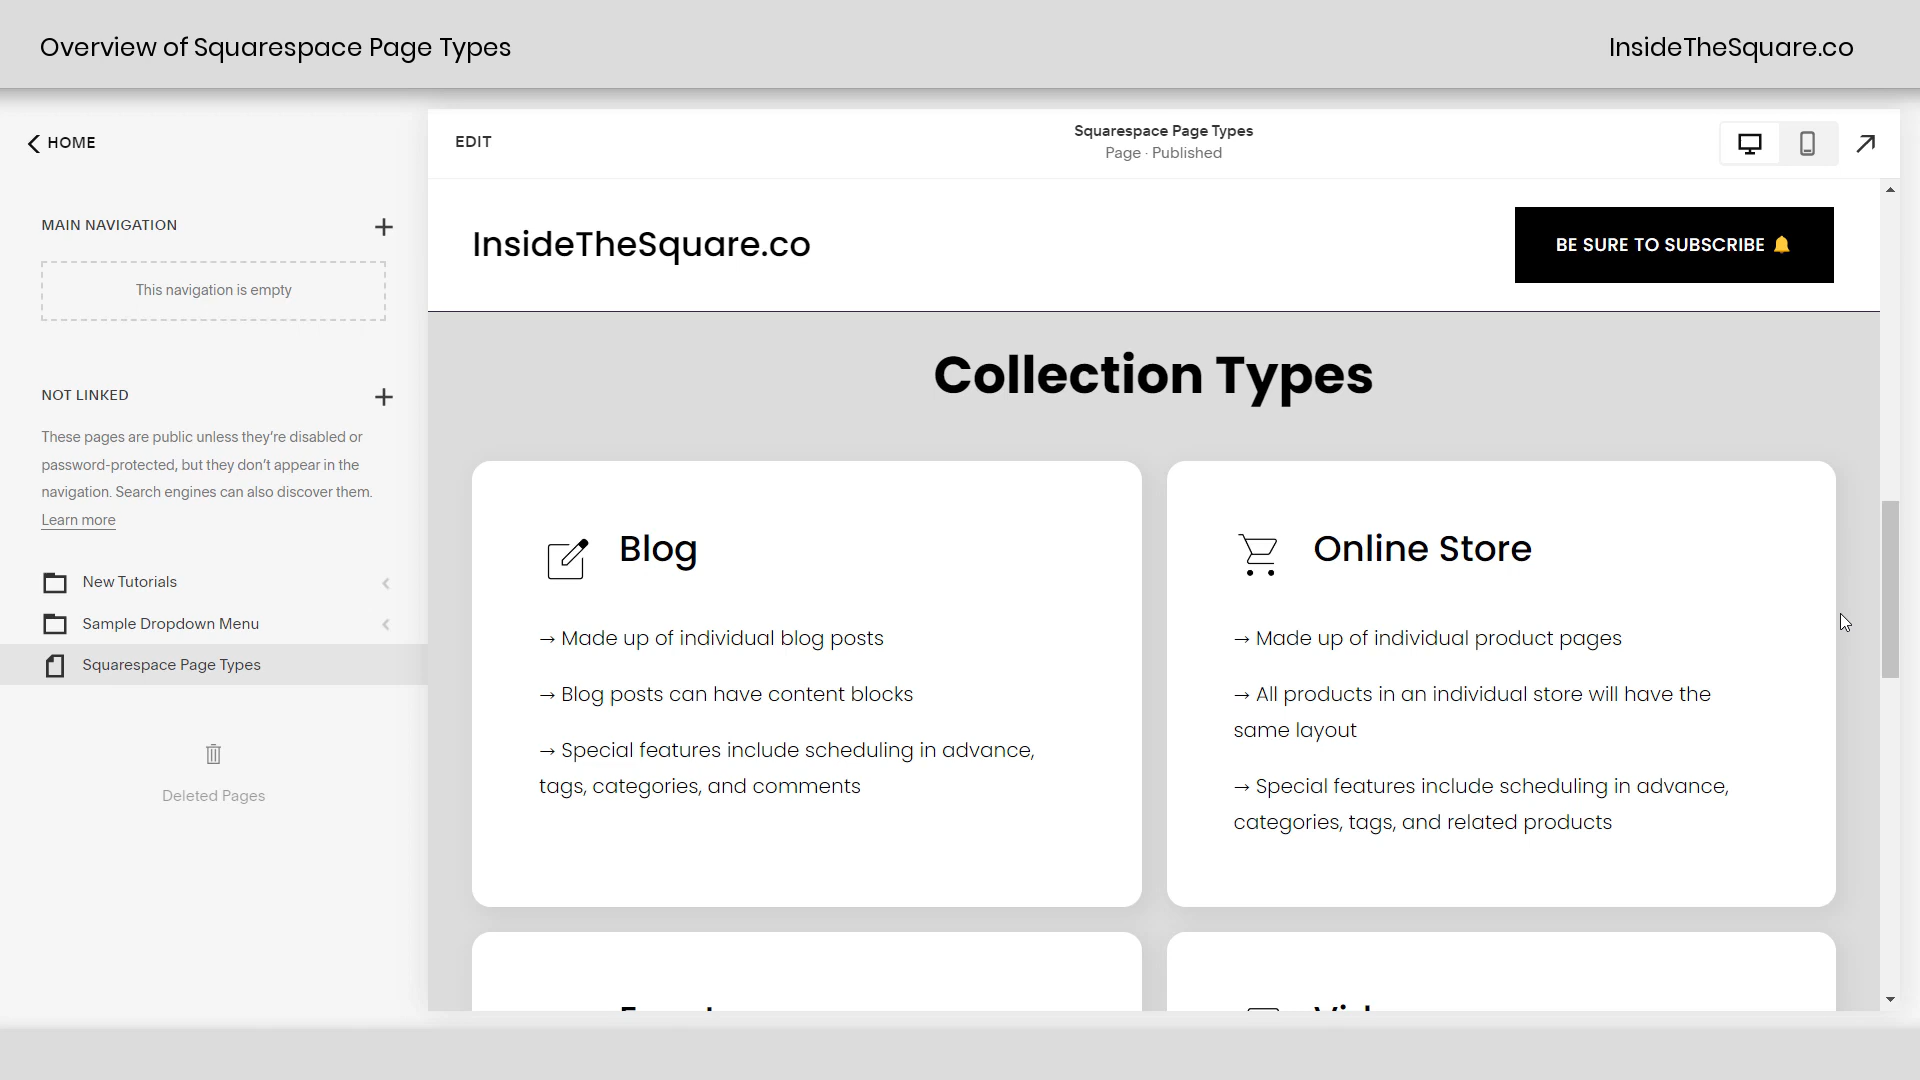 Overview of Squarespace Page Types
InsideTheSquare.co
HOME
MAIN NAVIGATION
This navigation is empty
NOT LINKED
These pages are public unless they’re disabled or
password-protected, but they don’t appear in the
navigation. Search engines can also discover them.
Learn more
New Tutorials
Sample Dropdown Menu
Squarespace Page Types
Deleted Pages
EDIT
Squarespace Page Types
Page · Published
InsideTheSquare.co
BE SURE TO SUBSCRIBE 🔔
Collection Types
Blog
→ Made up of individual blog posts
→ Blog posts can have content blocks
→ Special features include scheduling in advance,
tags, categories, and comments
Online Store
→ Made up of individual product pages
→ All products in an individual store will have the
same layout
→ Special features include scheduling in advance,
categories, tags, and related products